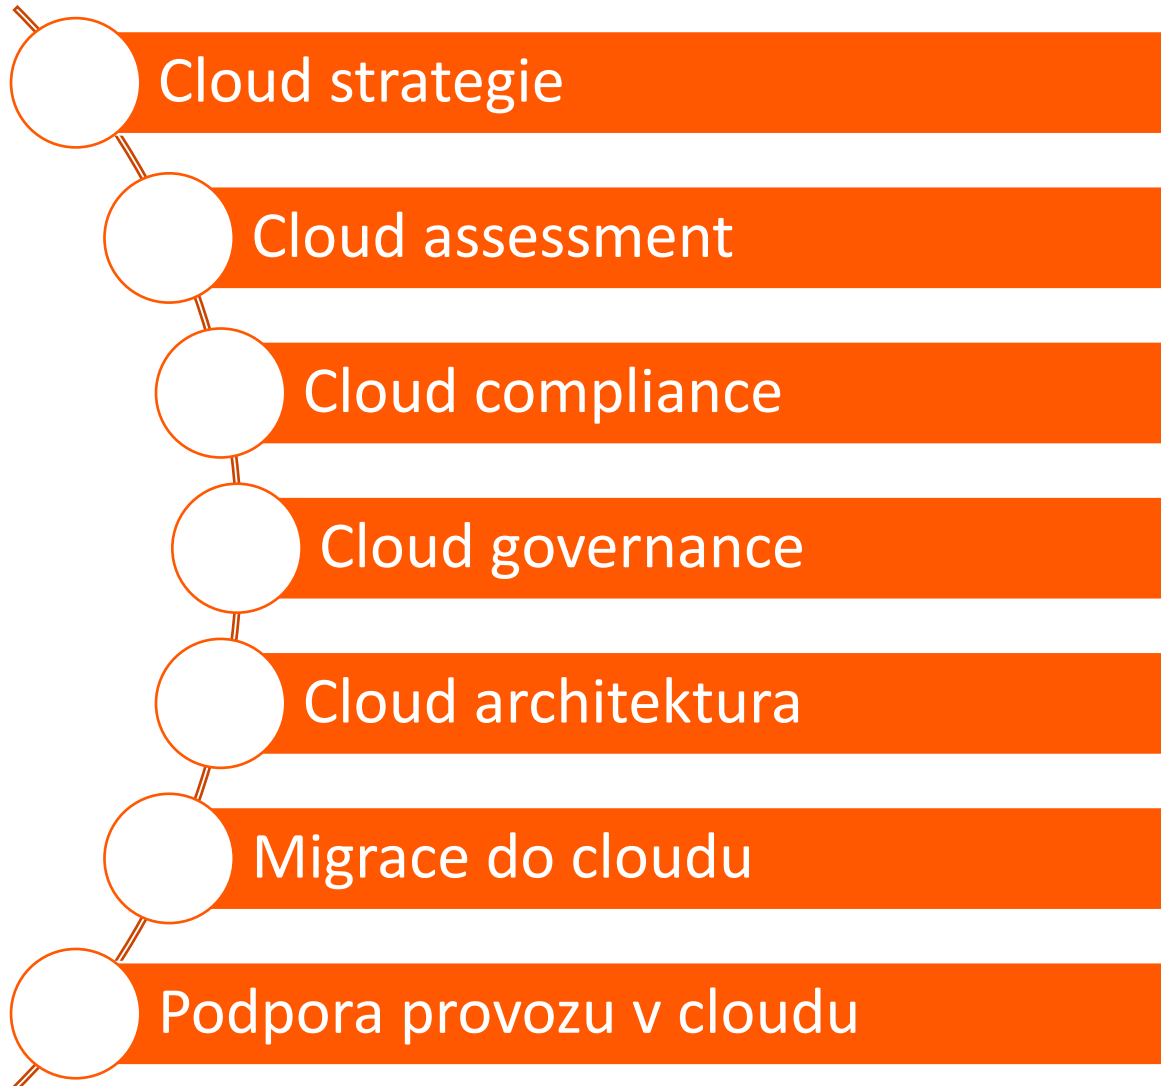 Cloud strategie
Cloud assessment
Cloud compliance
Cloud governance
Cloud architektura
Migrace do cloudu
Podpora provozu v cloudu